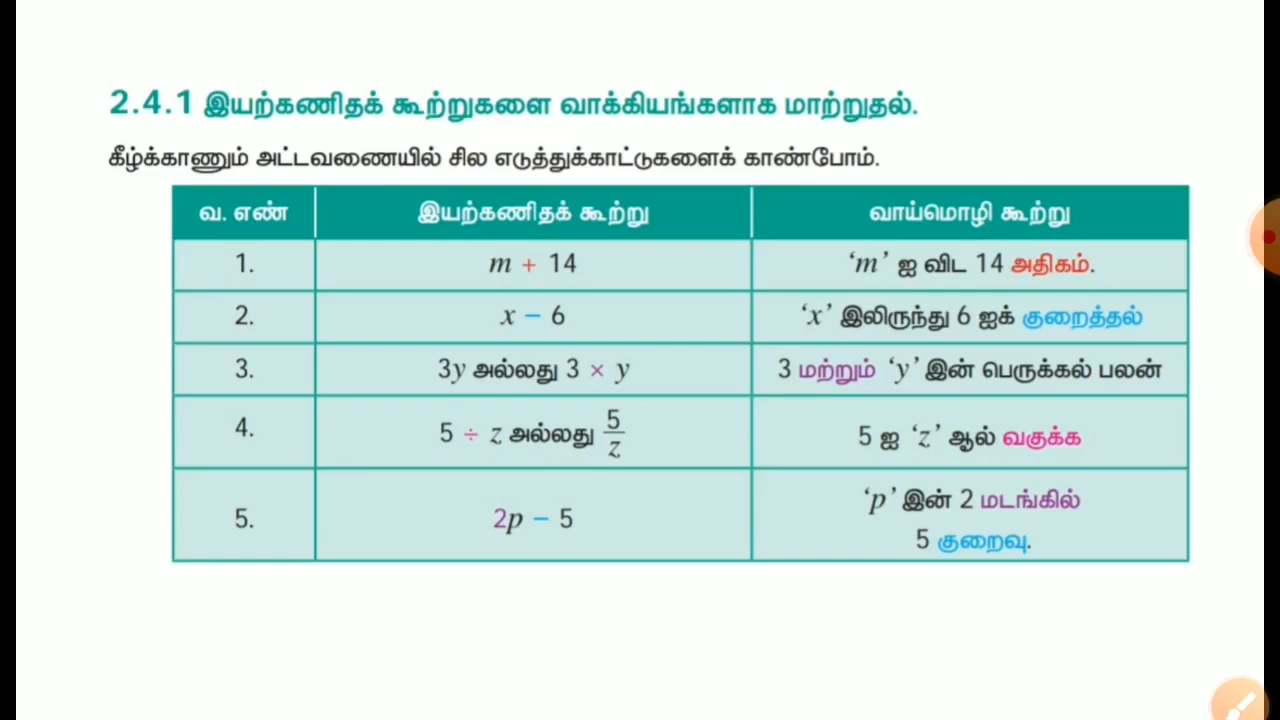 2.4.1 இயற்கணிதக் கூற்றுகளை வாக்கியங்களாக மாற்றுதல்.
கீழ்க்காணும் அட்டவணையில் சில எடுத்துக்காட்டுகளைக் காண்போம்.
வ. எண் இயற்கணிதக் கூற்று வாய்மொழி கூற்று
1. m + 14 ‘m’ ஐ விட 14 அதிகம்.
2. x – 6 ‘x’ இலிருந்து 6 ஐக் குறைத்தல்
3. 3y அல்லது 3 × y 3 மற்றும் ‘y’ இன் பெருக்கல் பலன்
4. 5 ÷ z அல்லது 5/z 5 ஐ ‘z’ ஆல் வகுக்க
5. 2p – 5 ‘p’ இன் 2 மடங்கில்
5 குறைவு.